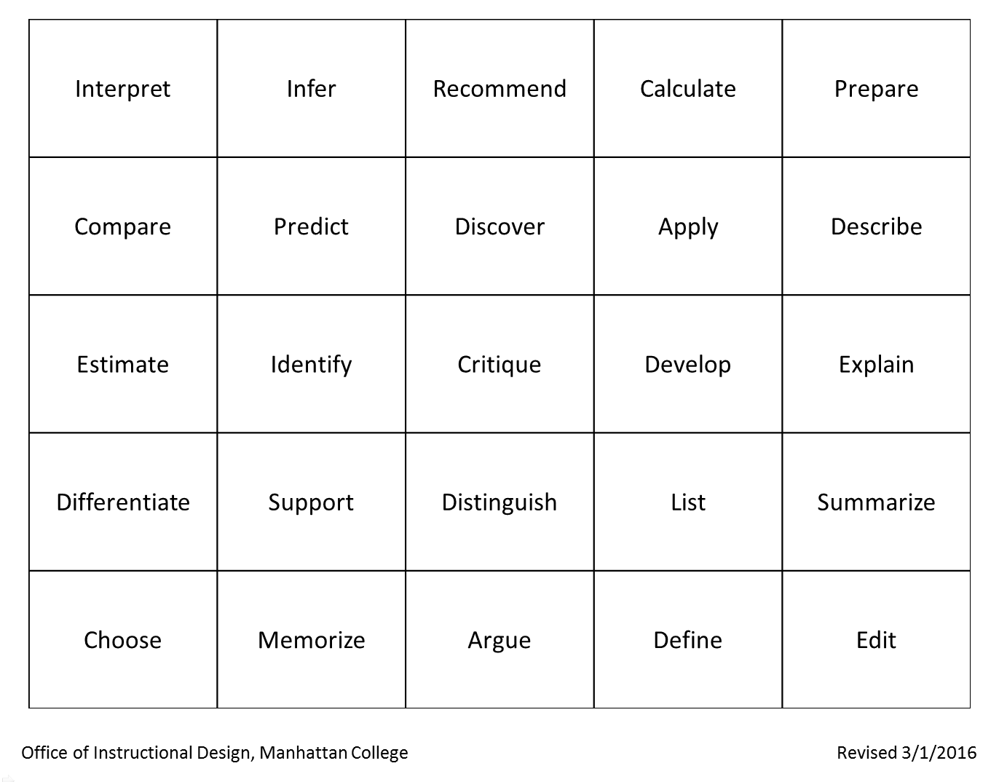 Interpret Infer Recommend Calculate Prepare
Compare Predict Discover Apply Describe
Estimate Identify Critique Develop Explain
Differentiate Support Distinguish List Summarize
Choose Memorize Argue Define Edit
Office of Instructional Design, Manhattan College Revised 3/1/2016